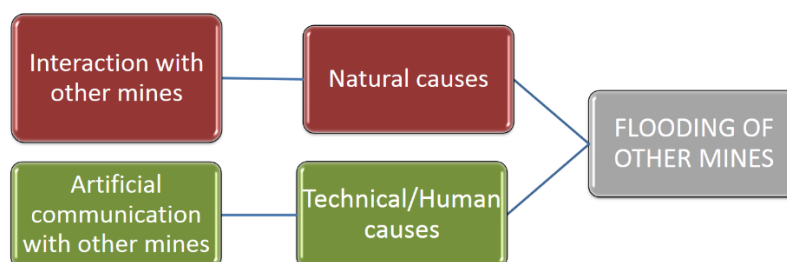 Interaction with
other mines
Natural causes
FLOODING OF
OTHER MINES
Artificial
communication
with other mines
Technical/Human
causes